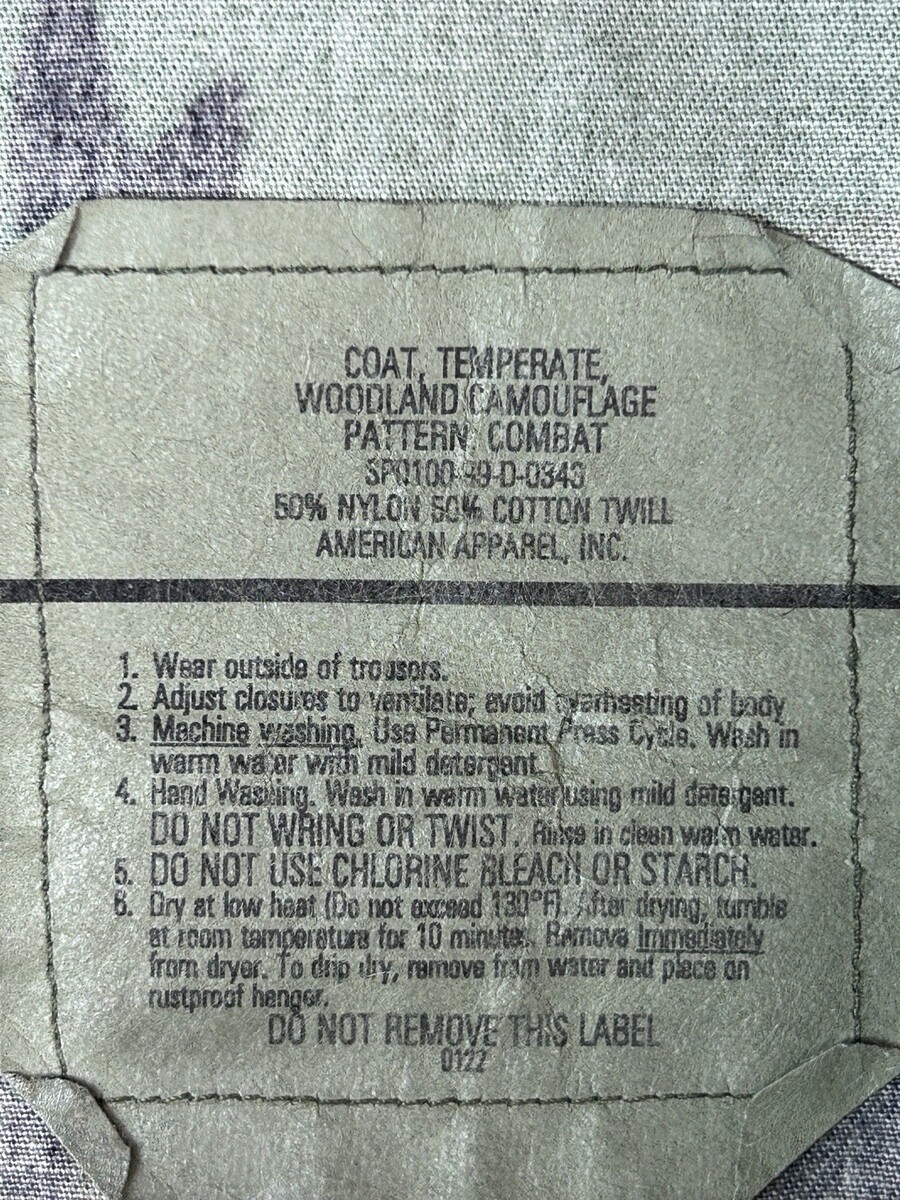 COAT, TEMPERATE,
WOODLAND CAMOUFLAGE
PATTERN, COMBAT
SPO100-99-D-0343
50% NYLON 50% COTTON TWILL
AMERICAN APPAREL, INC.
1. Wear outside of trousers.
2. Adjust closures to ventilate; avoid overheating of body
3. Machine washing. Use Permanent Press Cycle. Wash in
warm water with mild detergent.
4. Hand Washing. Wash in warm water using mild detergent.
DO NOT WRING OR TWIST. Rinse in clean warm water.
5. DO NOT USE CHLORINE BLEACH OR STARCH.
6. Dry at low heat (Do not exceed 130°F). After drying, tumble
at room temperature for 10 minutes. Remove immediately
from dryer. To drip dry, remove from water and place on
rustproof hanger.
DO NOT REMOVE THIS LABEL
0122